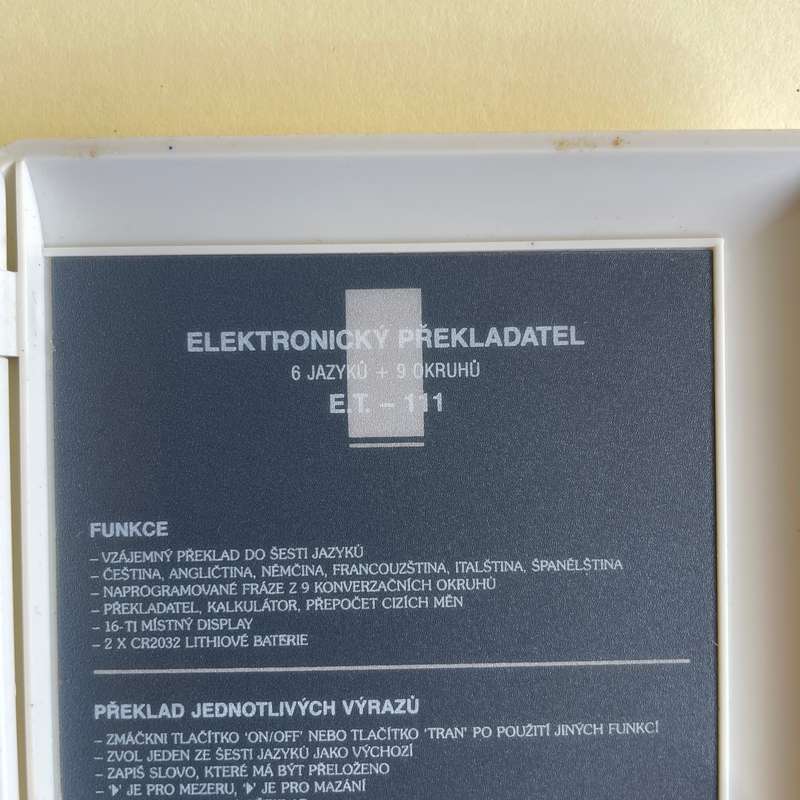 ELEKTRONICKÝ PŘEKLADATEL
6 JAZYKŮ + 9 OKRUHŮ
E.T. – 111
FUNKCE
– VZÁJEMNÝ PŘEKLAD DO ŠESTI JAZYKŮ
– ČEŠTINA, ANGLIČTINA, NĚMČINA, FRANCOUZŠTINA, ITALŠTINA, ŠPANĚLŠTINA
– NAPROGRAMOVANÉ FRÁZE Z 9 KONVERZAČNÍCH OKRUHŮ
– PŘEKLADATEL, KALKULÁTOR, PŘEPOČET CIZÍCH MĚN
– 16-TI MÍSTNÝ DISPLAY
– 2 X CR2032 LITHIOVÉ BATERIE
PŘEKLAD JEDNOTLIVÝCH VÝRAZŮ
– ZMÁČKNI TLAČÍTKO 'ON/OFF' NEBO TLAČÍTKO 'TRAN' PO POUŽITÍ JINÝCH FUNKCÍ
– ZVOL JEDEN ZE ŠESTI JAZYKŮ JAKO VÝCHOZÍ
– ZAPIŠ SLOVO, KTERÉ MÁ BÝT PŘELOŽENO
– '▶' JE PRO MEZERU, '▶' JE PRO MAZÁNÍ